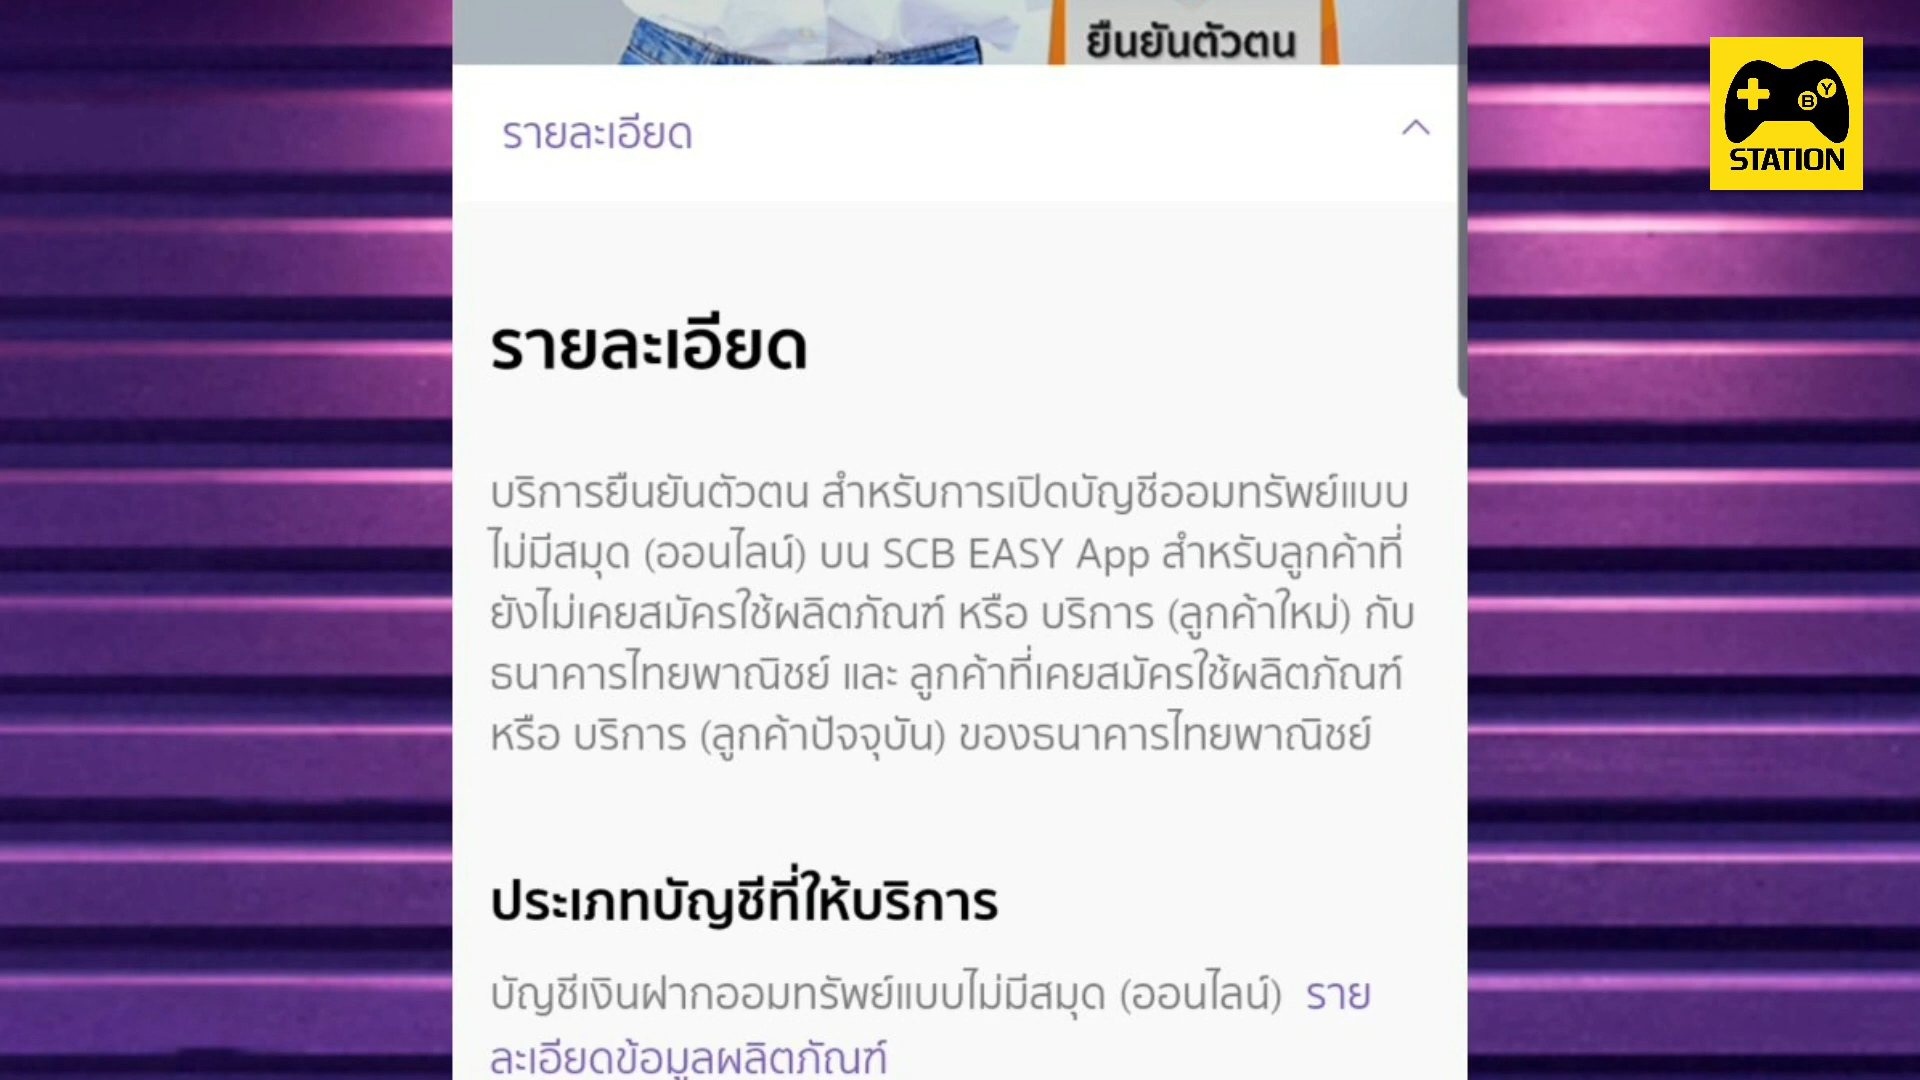 ยืนยันตัวตน
รายละเอียด
B Y
STATION
รายละเอียด
บริการยืนยันตัวตน สำหรับการเปิดบัญชีออมทรัพย์แบบ
ไม่มีสมุด (ออนไลน์) บน SCB EASY App สำหรับลูกค้าที่
ยังไม่เคยสมัครใช้ผลิตภัณฑ์ หรือ บริการ (ลูกค้าใหม่) กับ
ธนาคารไทยพาณิชย์ และ ลูกค้าที่เคยสมัครใช้ผลิตภัณฑ์
หรือ บริการ (ลูกค้าปัจจุบัน) ของธนาคารไทยพาณิชย์
ประเภทบัญชีที่ให้บริการ
บัญชีเงินฝากออมทรัพย์แบบไม่มีสมุด (ออนไลน์) ราย
ละเอียดข้อมูลผลิตภัณฑ์